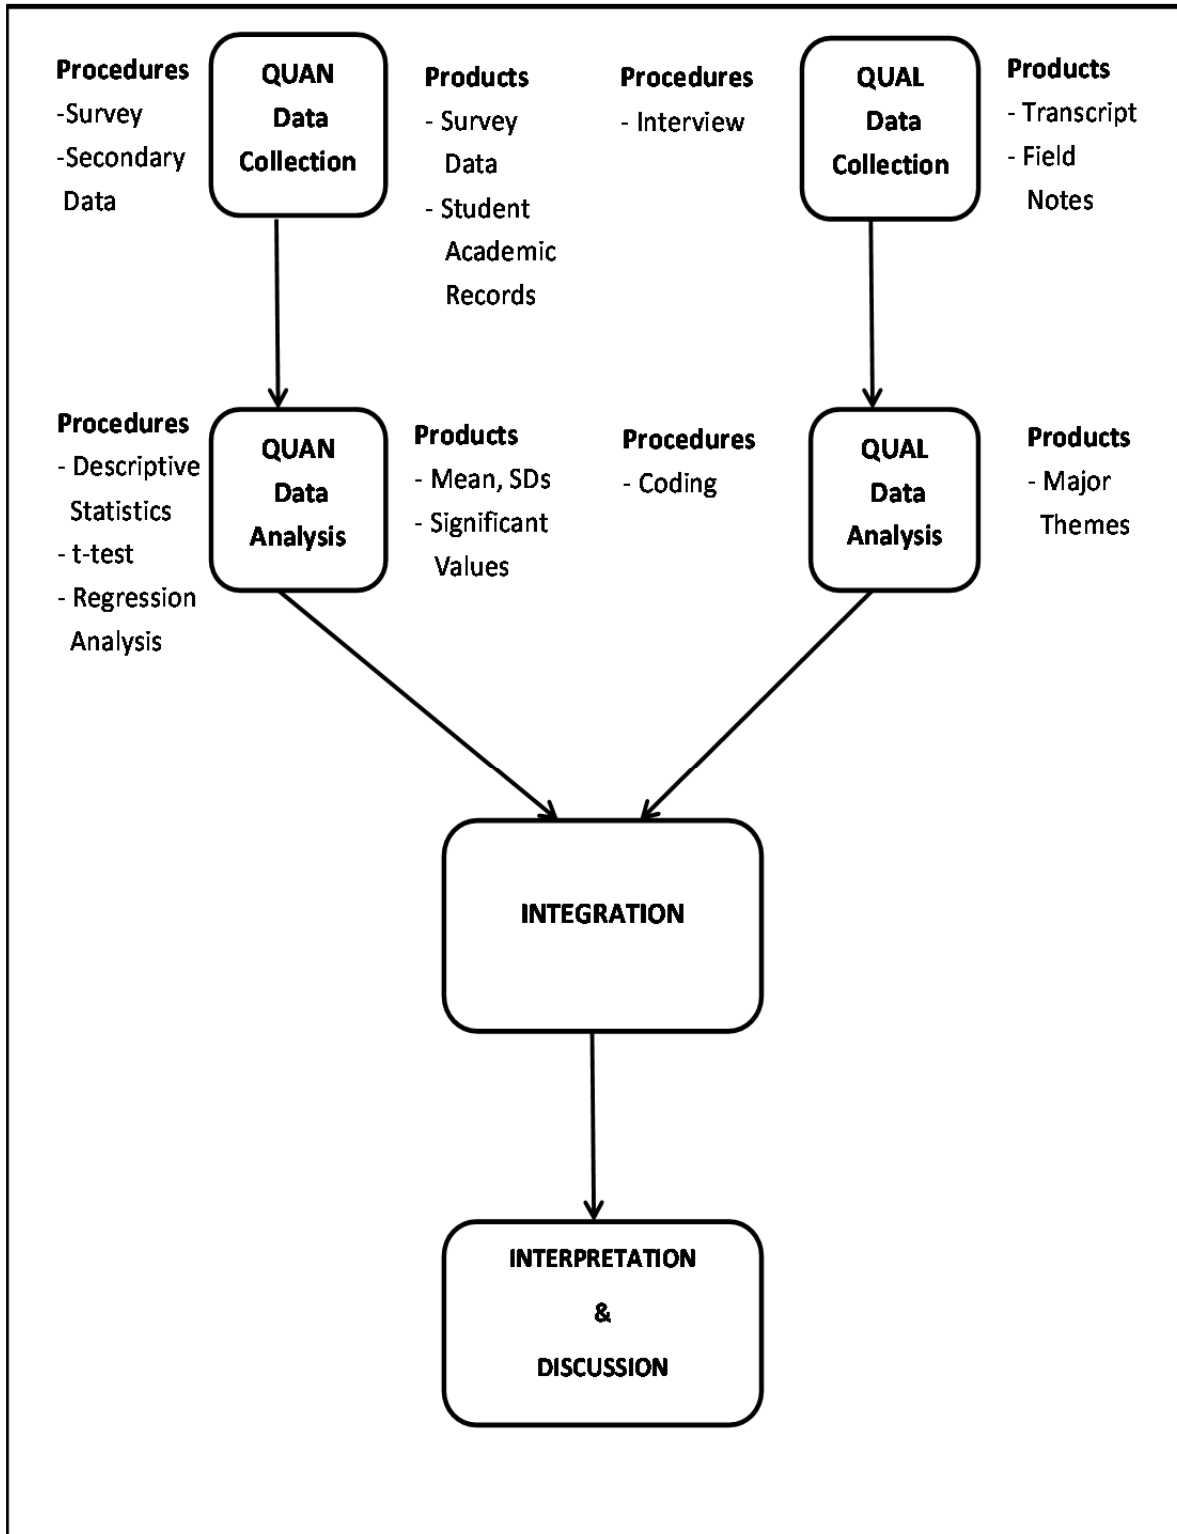 Procedures
-Survey
-Secondary
Data
QUAN
Data
Collection
Products
- Survey
Data
- Student
Academic
Records
Procedures
- Interview
QUAL
Data
Collection
Products
- Transcript
- Field
Notes
Procedures
- Descriptive
Statistics
- t-test
- Regression
Analysis
QUAN
Data
Analysis
Products
- Mean, SDs
- Significant
Values
Procedures
- Coding
QUAL
Data
Analysis
Products
- Major
Themes
INTEGRATION
INTERPRETATION
&
DISCUSSION